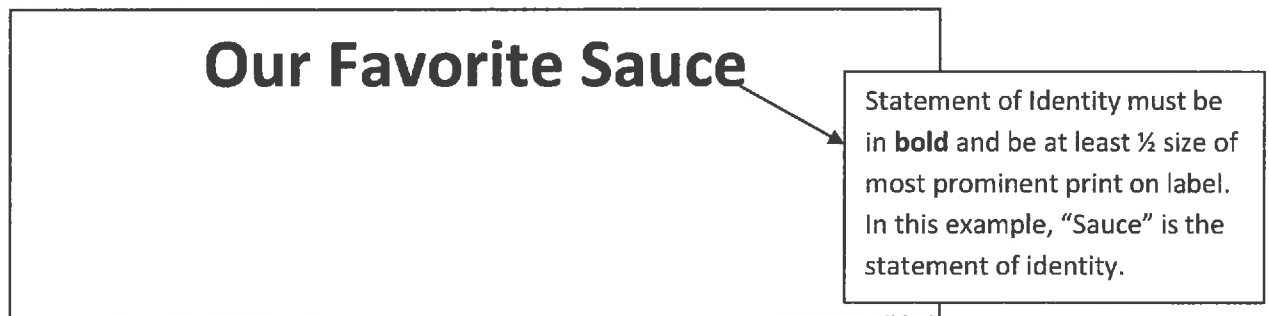 Our Favorite Sauce
Statement of Identity must be
in bold and be at least ½ size of
most prominent print on label.
In this example, “Sauce” is the
statement of identity.